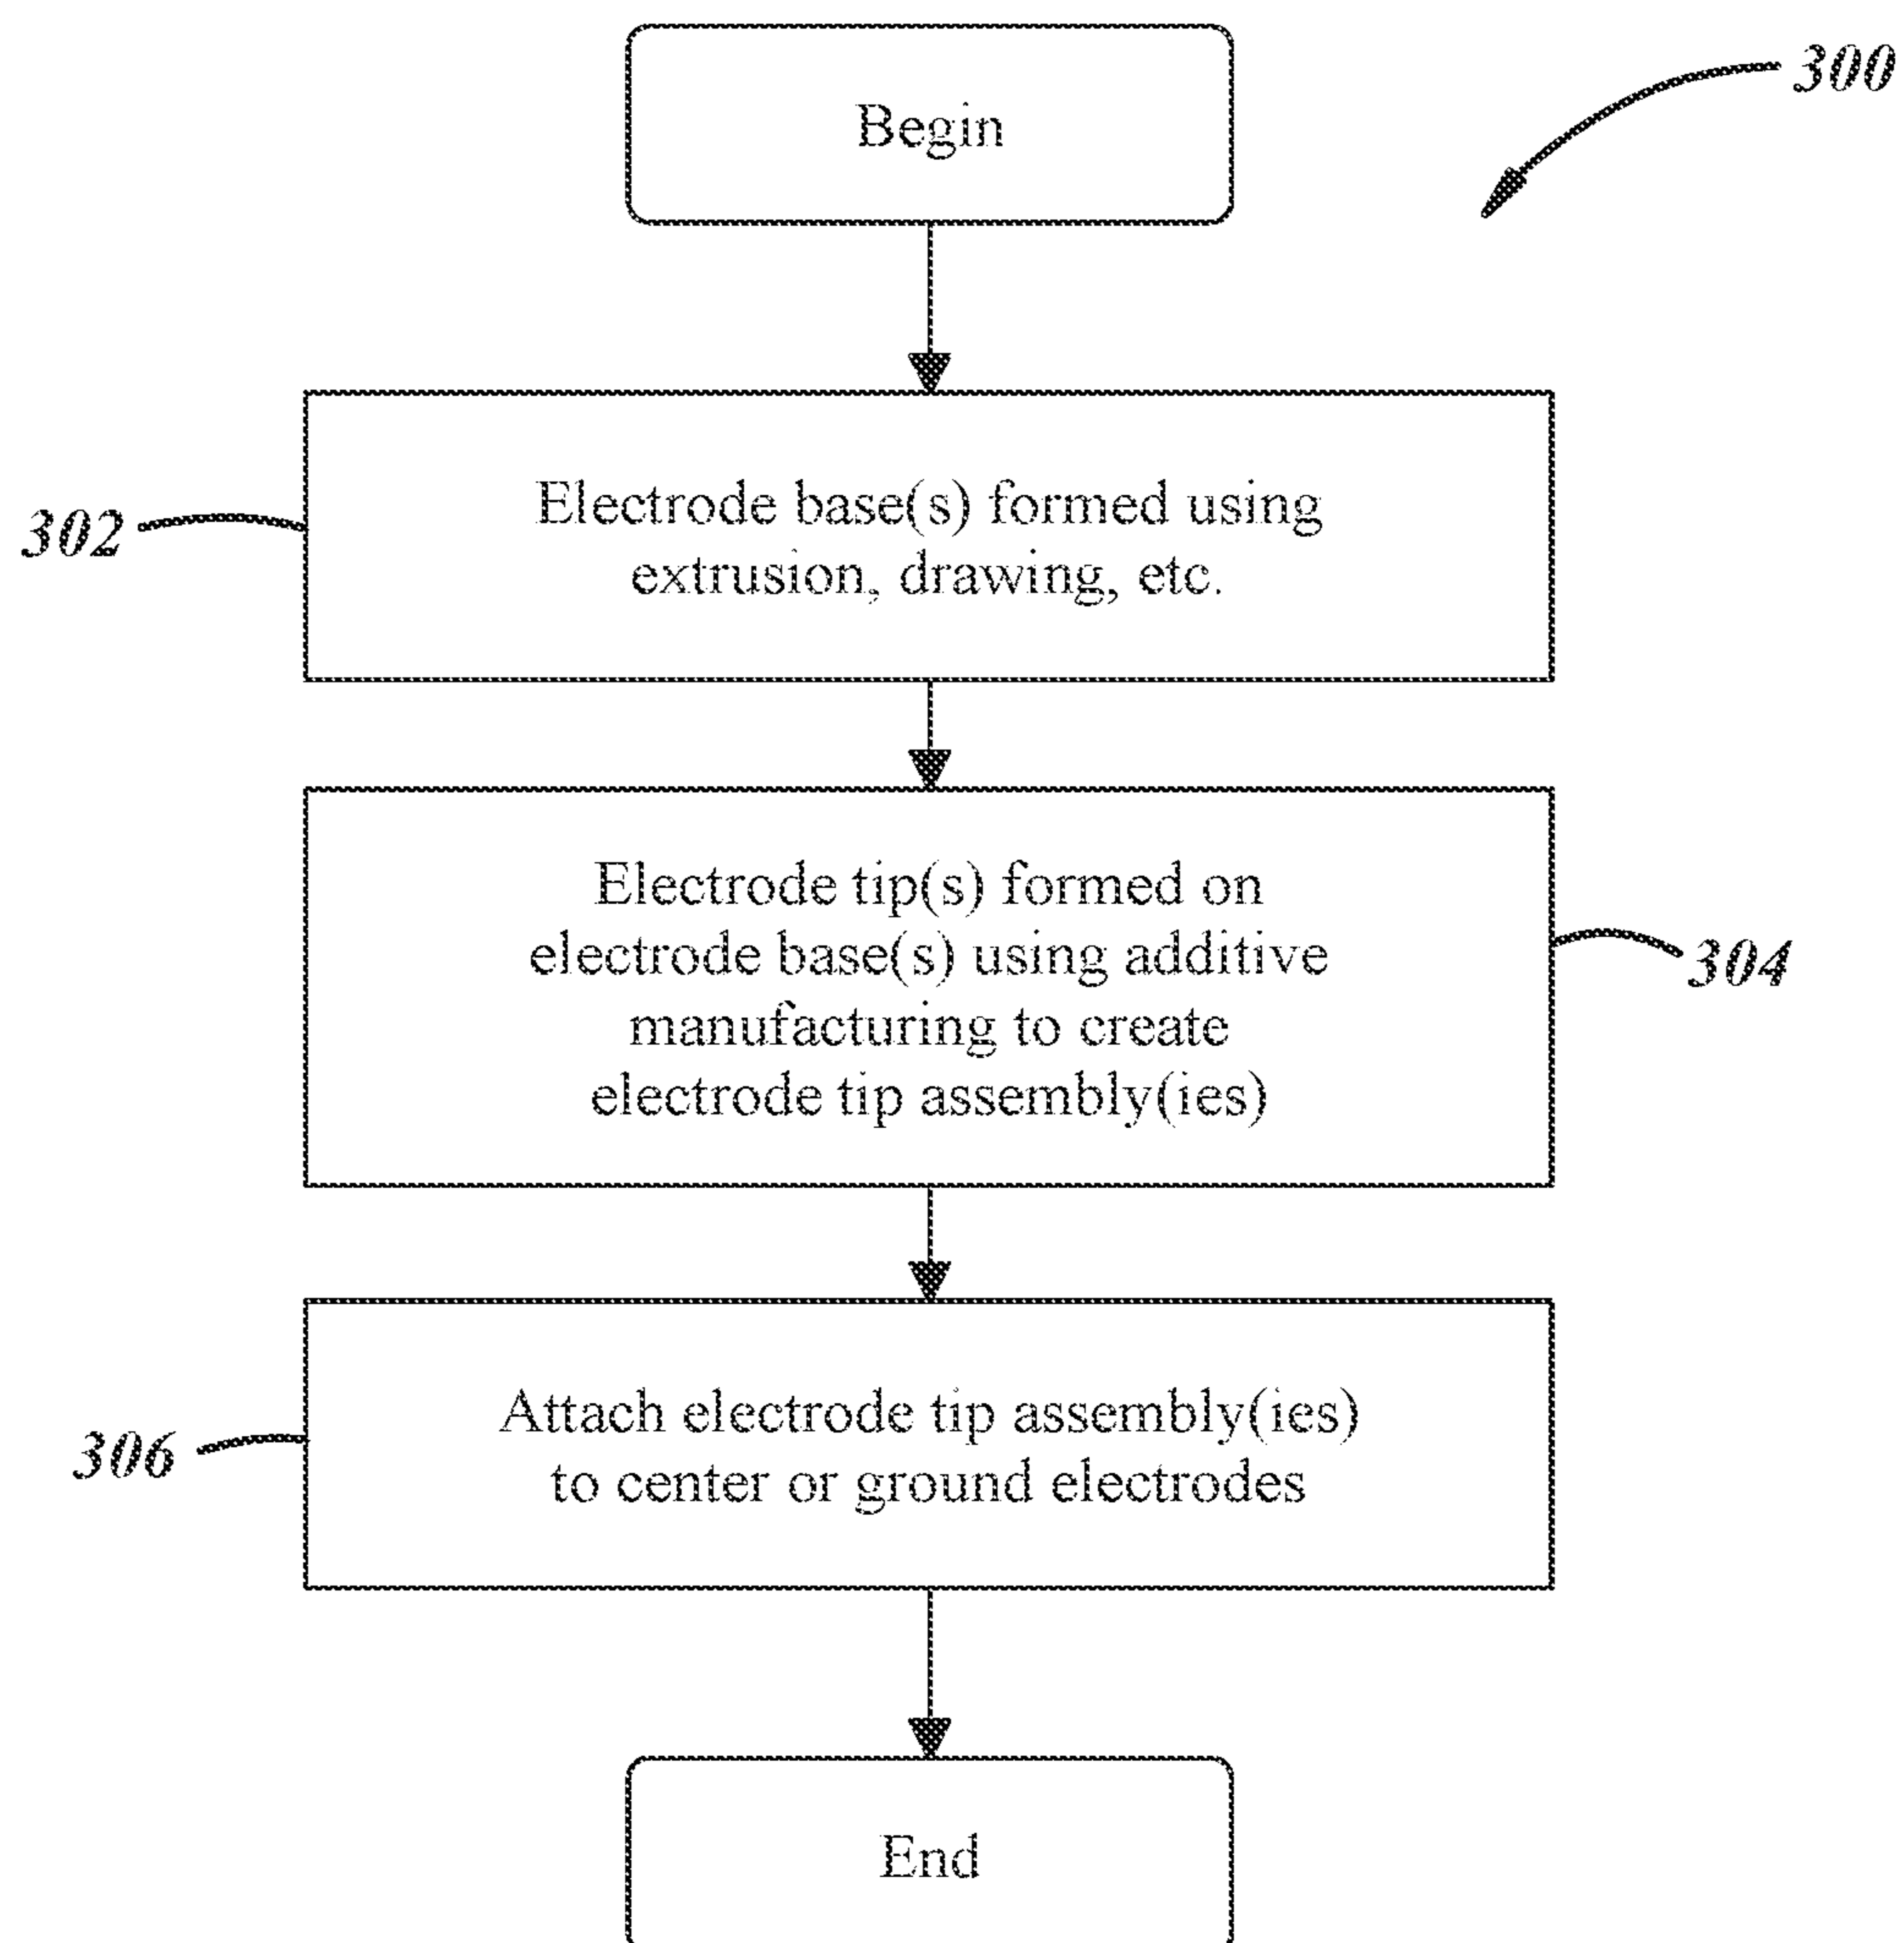 Begin
300
302
Electrode base(s) formed using
extrusion, drawing, etc.
Electrode tip(s) formed on
electrode base(s) using additive
manufacturing to create
electrode tip assembly(ies)
304
306
Attach electrode tip assembly(ies)
to center or ground electrodes
End